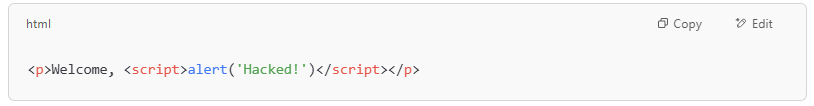 html Copy Edit
<p>Welcome, <script>alert('Hacked!')</script></p>